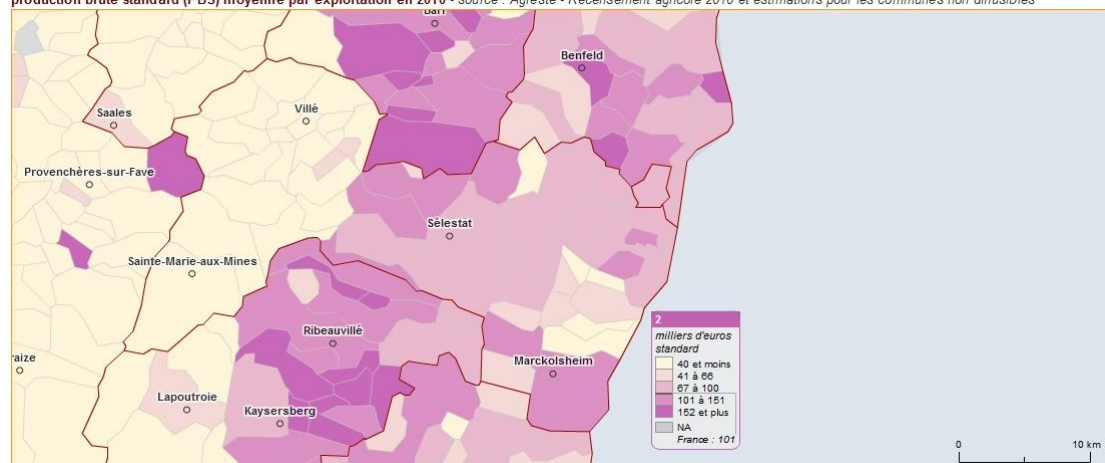 production brute standard (PBS) moyenne par exploitation en 2010 - source : Agreste - Recensement agricole 2010 et estimations pour les communes non diffusibles
Barr
Benfeld
Saales
Villé
Provenchères-sur-Fave
Sélestat
Sainte-Marie-aux-Mines
Ribeauvillé
raize
Marckolsheim
Lapoutroie
Kaysersberg
2
milliers d'euros
standard
40 et moins
41 à 66
67 à 100
101 à 151
152 et plus
NA
France : 101
0 10 km